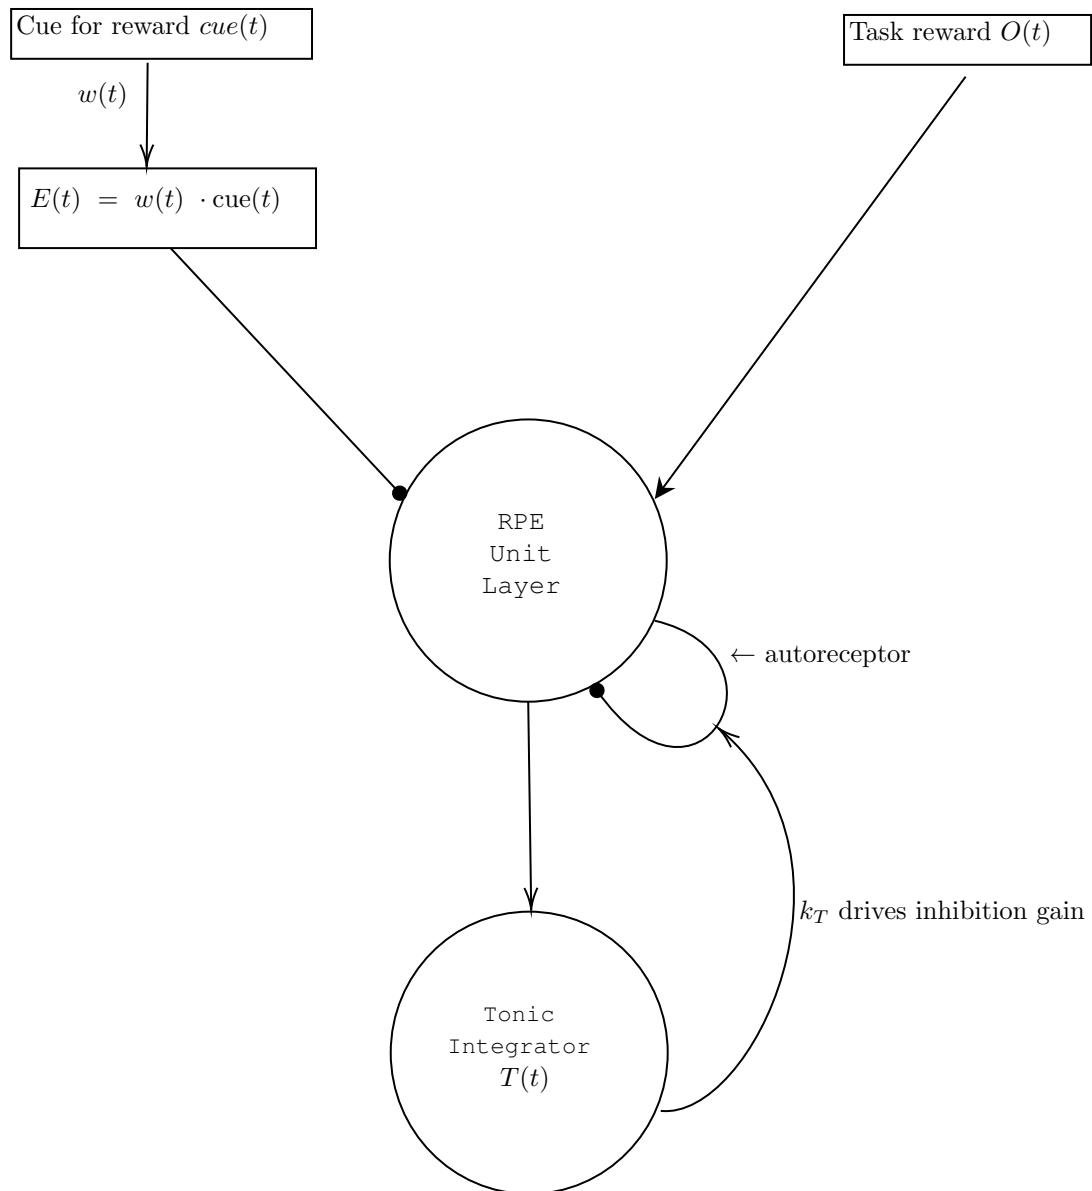 Cue for reward cue(t)
Task reward O(t)
w(t)
E(t) = w(t) · cue(t)
RPE
Unit
Layer
← autoreceptor
k_T drives inhibition gain
Tonic
Integrator
T(t)